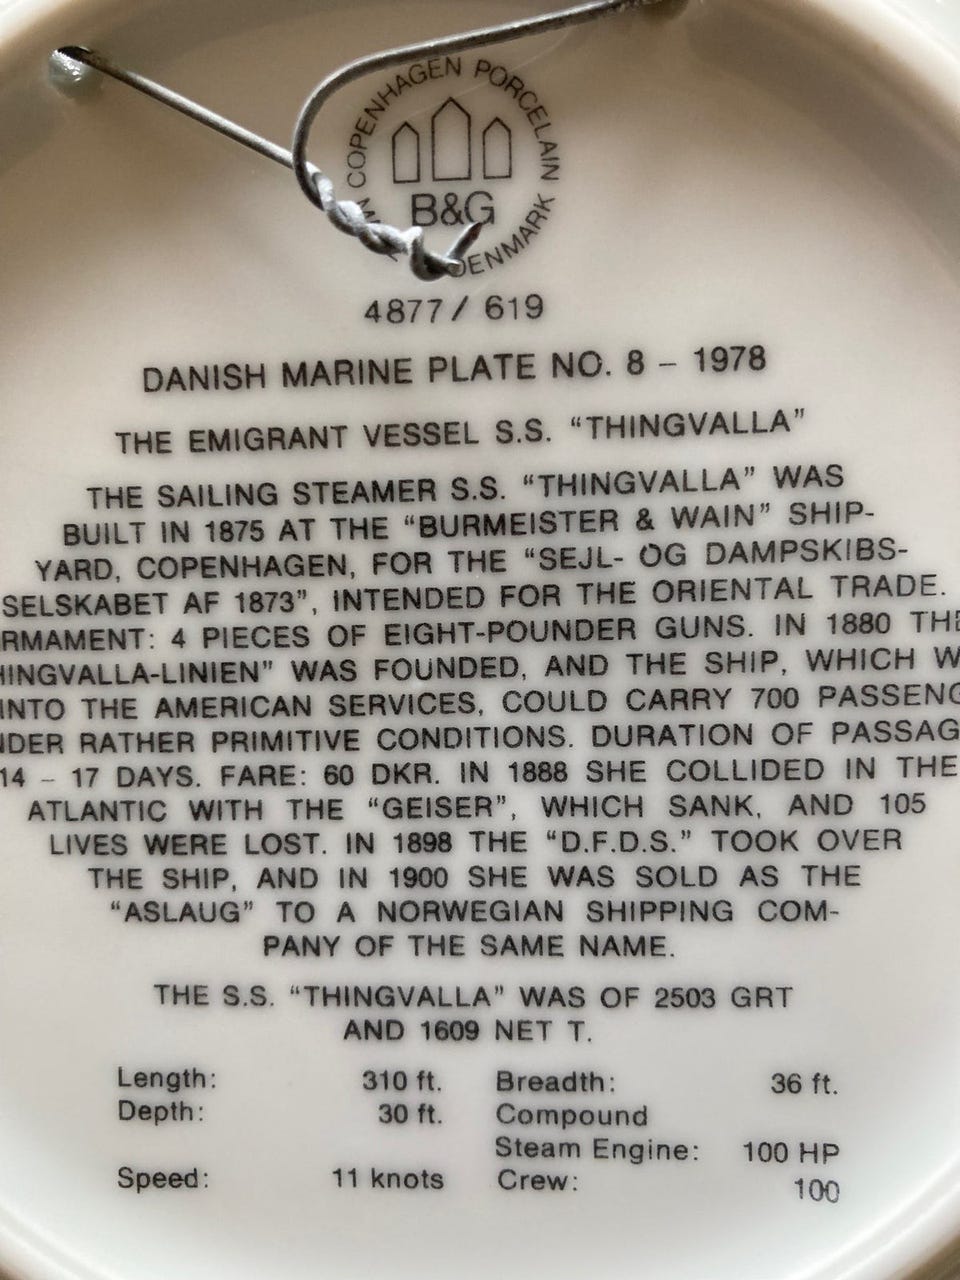 COPENHAGEN PORCELAIN
DENMARK
B&G
4877 / 619
DANISH MARINE PLATE NO. 8 – 1978
THE EMIGRANT VESSEL S.S. “THINGVALLA”
THE SAILING STEAMER S.S. “THINGVALLA” WAS
BUILT IN 1875 AT THE “BURMEISTER & WAIN” SHIP-
YARD, COPENHAGEN, FOR THE “SEJL- OG DAMPSKIBS-
SELSKABET AF 1873”, INTENDED FOR THE ORIENTAL TRADE.
RMAMENT: 4 PIECES OF EIGHT-POUNDER GUNS. IN 1880 THE
HINGVALLA-LINIEN” WAS FOUNDED, AND THE SHIP, WHICH W
INTO THE AMERICAN SERVICES, COULD CARRY 700 PASSENG
NDER RATHER PRIMITIVE CONDITIONS. DURATION OF PASSAG
14 – 17 DAYS. FARE: 60 DKR. IN 1888 SHE COLLIDED IN THE
ATLANTIC WITH THE “GEISER”, WHICH SANK, AND 105
LIVES WERE LOST. IN 1898 THE “D.F.D.S.” TOOK OVER
THE SHIP, AND IN 1900 SHE WAS SOLD AS THE
“ASLAUG” TO A NORWEGIAN SHIPPING COM-
PANY OF THE SAME NAME.
THE S.S. “THINGVALLA” WAS OF 2503 GRT
AND 1609 NET T.
Length: 310 ft. Breadth: 36 ft.
Depth: 30 ft. Compound
Steam Engine: 100 HP
Speed: 11 knots Crew: 100